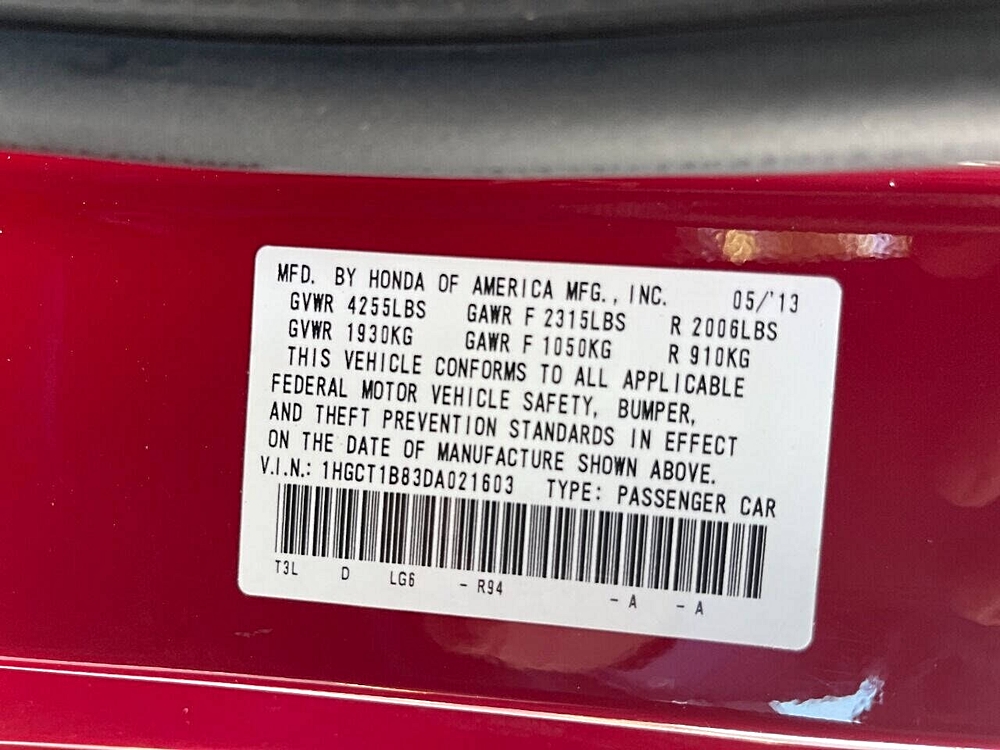 MFD. BY HONDA OF AMERICA MFG., INC. 05/'13
GVWR 4255LBS GAWR F 2315LBS R 2006LBS
GVWR 1930KG GAWR F 1050KG R 910KG
THIS VEHICLE CONFORMS TO ALL APPLICABLE
FEDERAL MOTOR VEHICLE SAFETY, BUMPER,
AND THEFT PREVENTION STANDARDS IN EFFECT
ON THE DATE OF MANUFACTURE SHOWN ABOVE.
V.I.N.: 1HGCT1B83DA021603 TYPE: PASSENGER CAR
T3L D LG6 - R94 - A - A